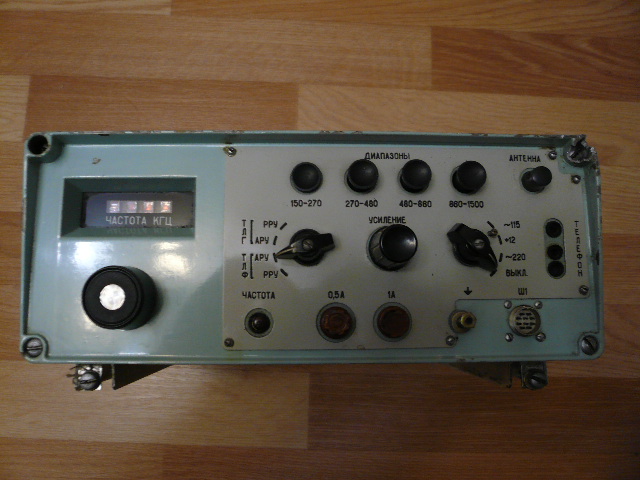 ДИАПАЗОНЫ
АНТЕННА
150-270
270-480
480-860
860-1500
ЧАСТОТА КГЦ
УСИЛЕНИЕ
ТЛГ
РРУ
АРУ
ТЛФ
АРУ
РРУ
~115
~12
~220
ВЫКЛ.
ТЕЛЕФОН
ЧАСТОТА
0,5А
1А
Ш1